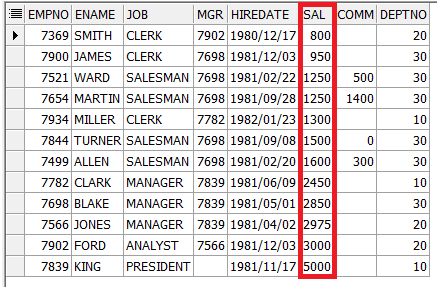 EMPNO ENAME JOB MGR HIREDATE SAL COMM DEPTNO
7369 SMITH CLERK 7902 1980/12/17 800 20
7900 JAMES CLERK 7698 1981/12/03 950 30
7521 WARD SALESMAN 7698 1981/02/22 1250 500 30
7654 MARTIN SALESMAN 7698 1981/09/28 1250 1400 30
7934 MILLER CLERK 7782 1982/01/23 1300 10
7844 TURNER SALESMAN 7698 1981/09/08 1500 0 30
7499 ALLEN SALESMAN 7698 1981/02/20 1600 300 30
7782 CLARK MANAGER 7839 1981/06/09 2450 10
7698 BLAKE MANAGER 7839 1981/05/01 2850 30
7566 JONES MANAGER 7839 1981/04/02 2975 20
7902 FORD ANALYST 7566 1981/12/03 3000 20
7839 KING PRESIDENT 1981/11/17 5000 10